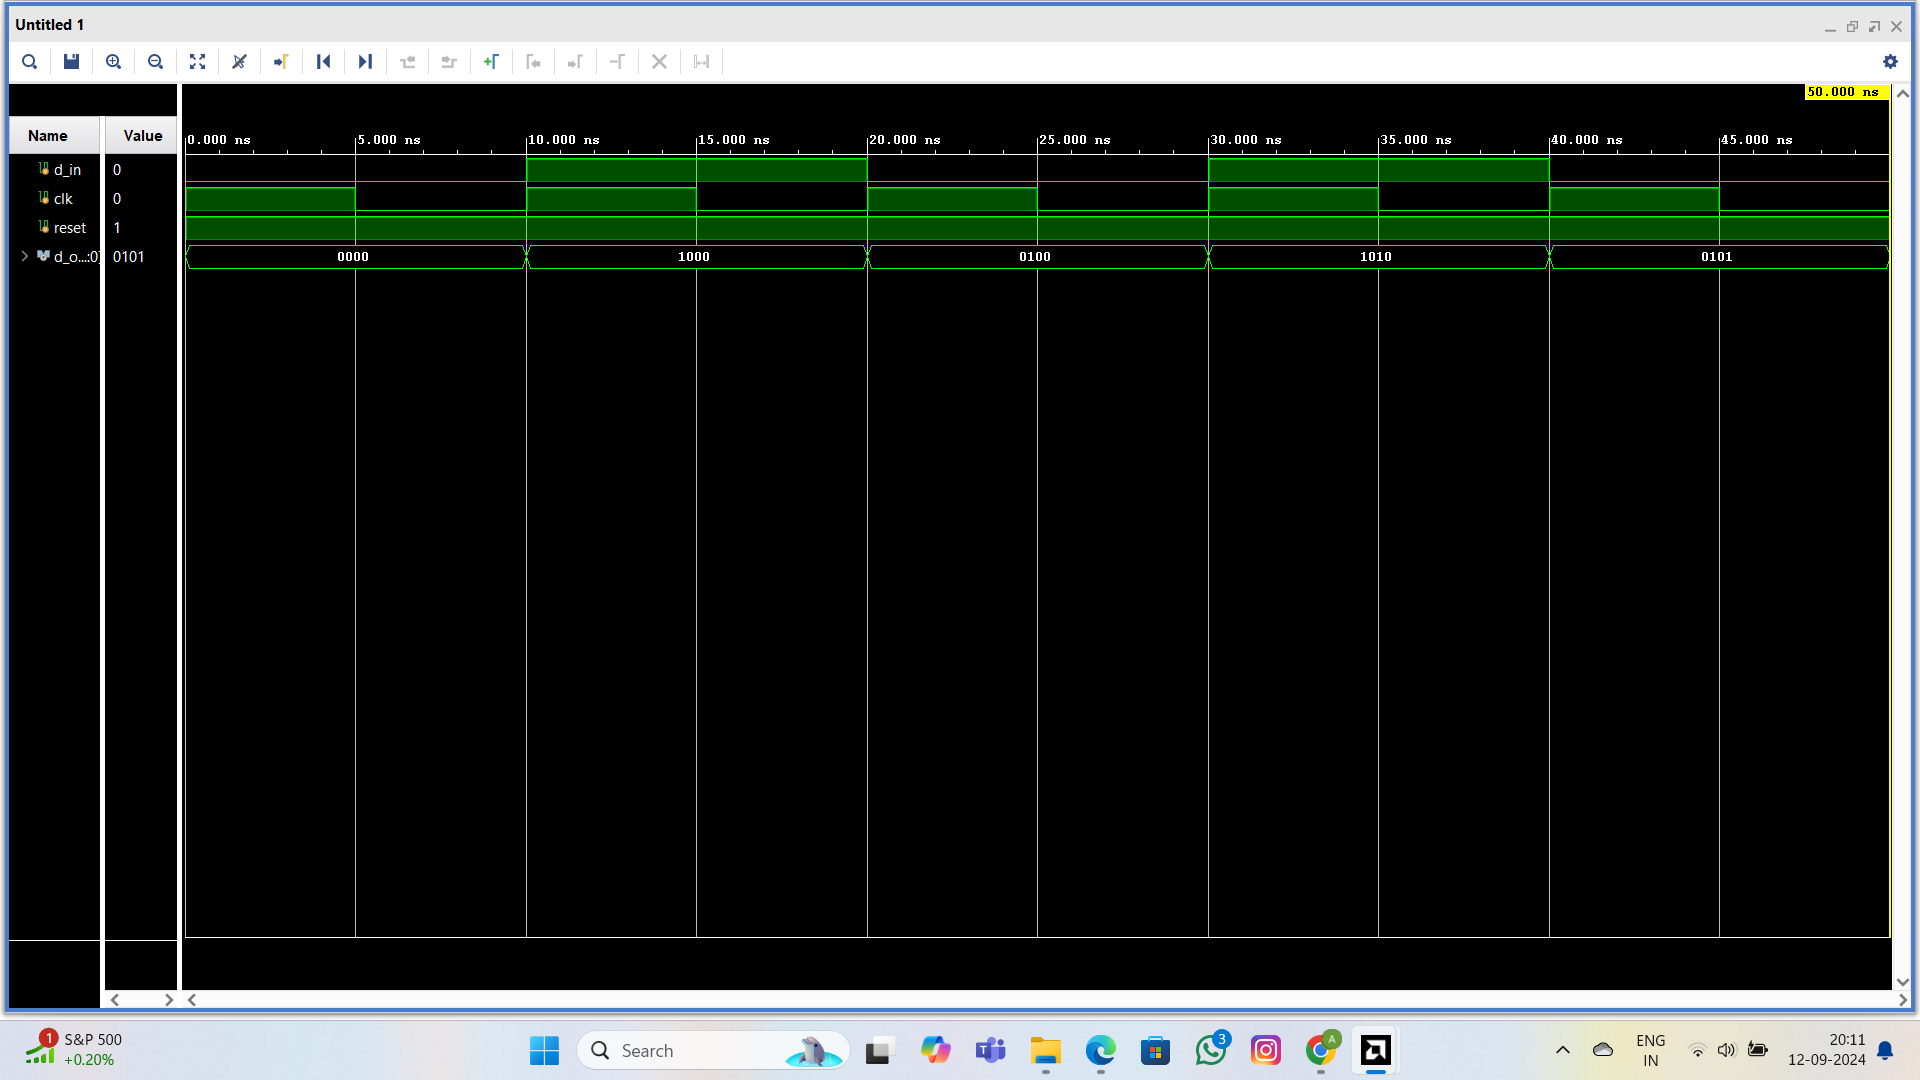 Untitled 1
50.000 ns
Name Value
0.000 ns 5.000 ns 10.000 ns 15.000 ns 20.000 ns 25.000 ns 30.000 ns 35.000 ns 40.000 ns 45.000 ns
d_in 0
clk 0
reset 1
d_o...:0] 0101 0000 1000 0100 1010 0101
1 S&P 500
+0.20%
Search
3
A
ENG
IN
20:11
12-09-2024